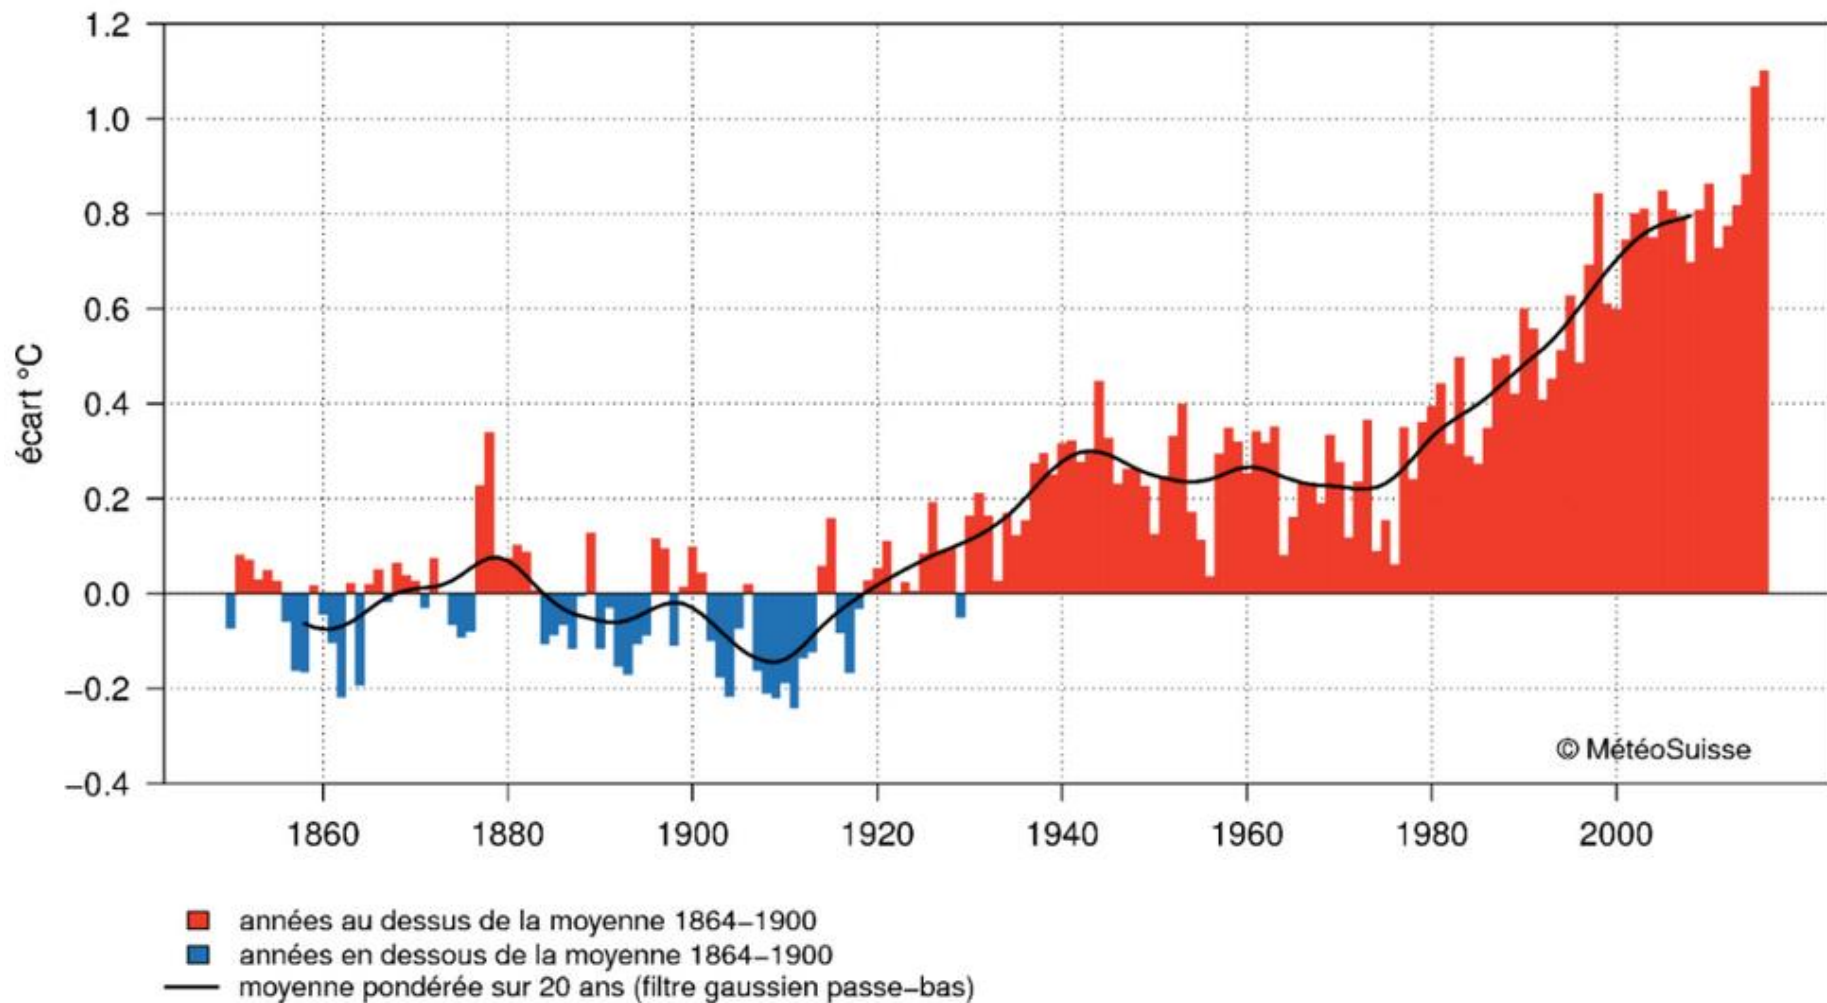 1.2
1.0
0.8
0.6
0.4
0.2
0.0
−0.2
−0.4
écart °C
© MétéoSuisse
1860 1880 1900 1920 1940 1960 1980 2000
années au dessus de la moyenne 1864−1900
années en dessous de la moyenne 1864−1900
moyenne pondérée sur 20 ans (filtre gaussien passe−bas)